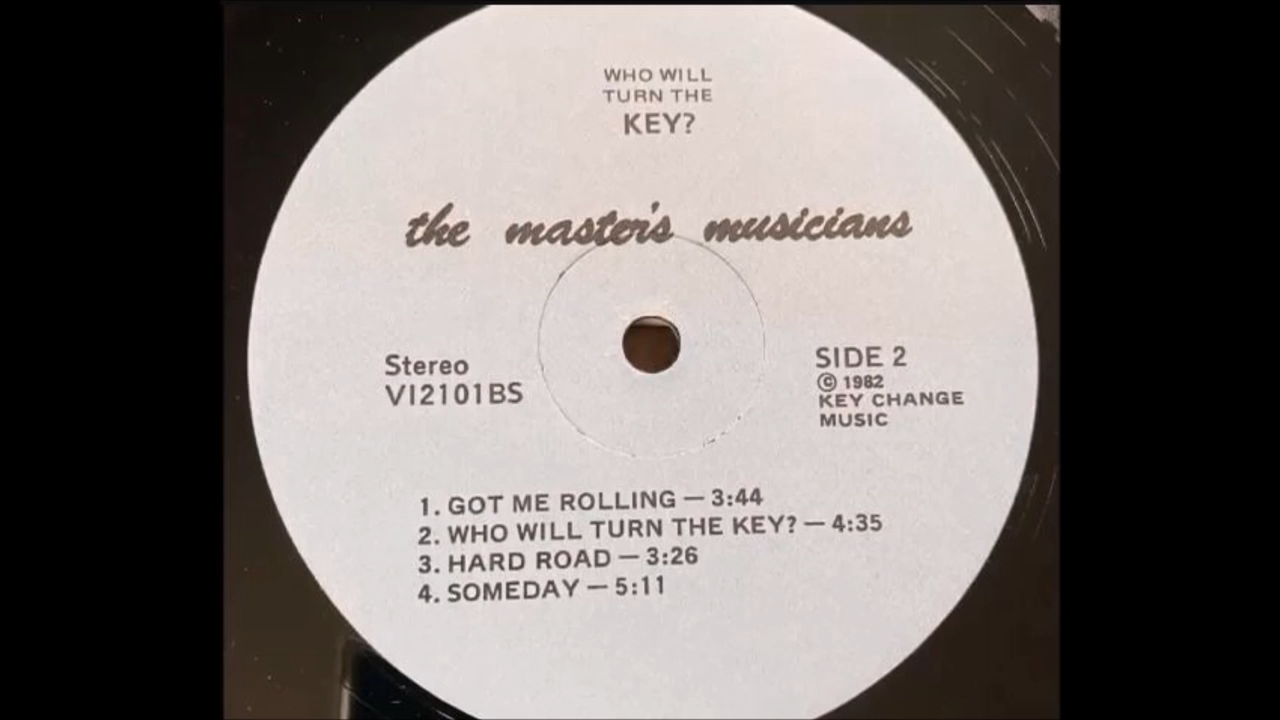 WHO WILL
TURN THE
KEY?
the master's musicians
Stereo
VI2101BS
SIDE 2
© 1982
KEY CHANGE
MUSIC
1. GOT ME ROLLING — 3:44
2. WHO WILL TURN THE KEY? — 4:35
3. HARD ROAD — 3:26
4. SOMEDAY — 5:11